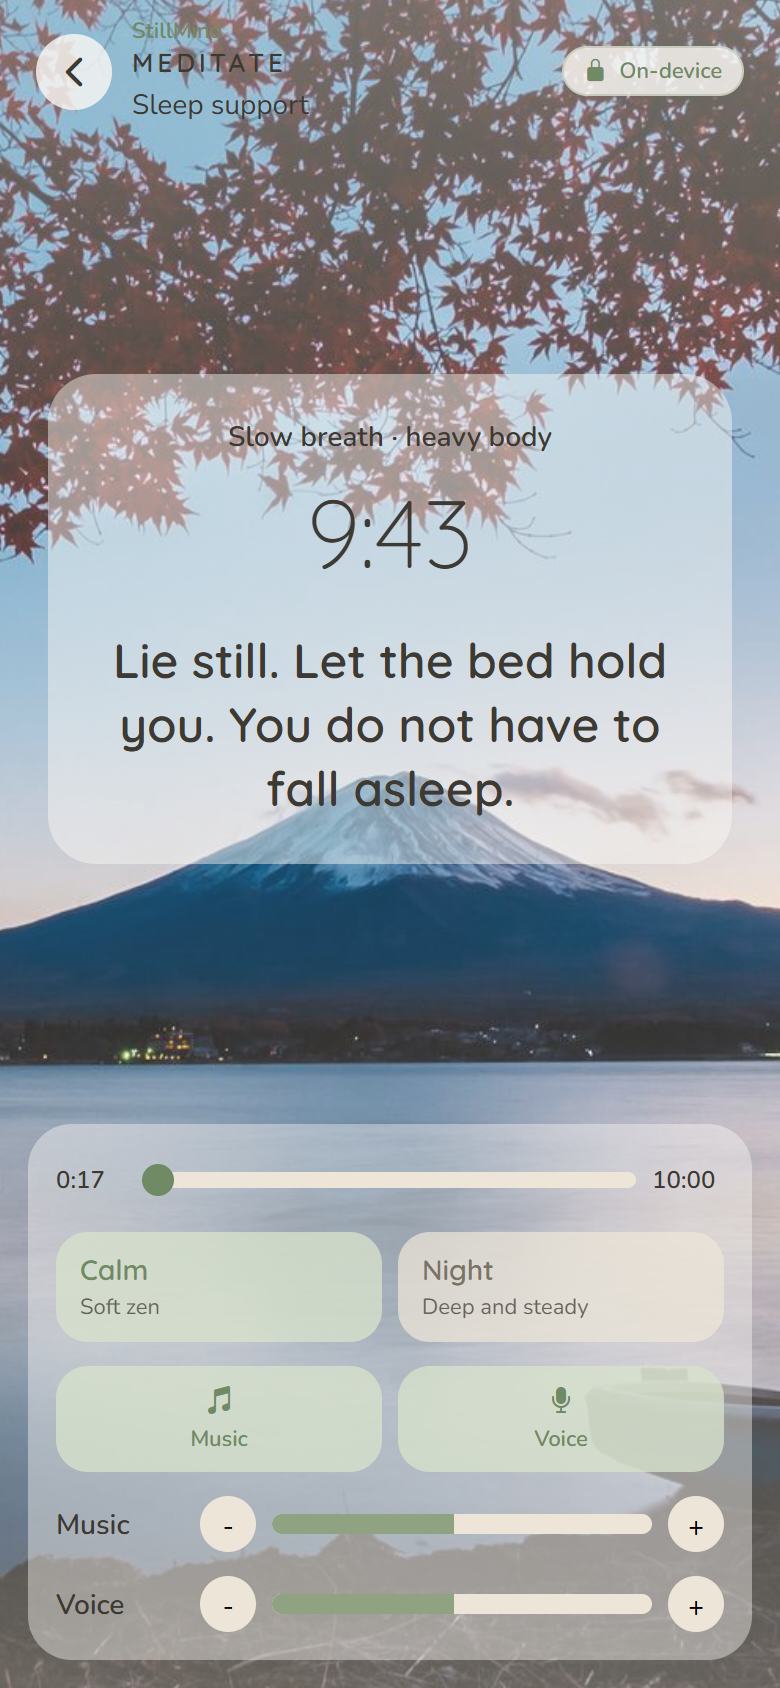 StillMind
MEDITATE
Sleep support
On-device
Slow breath · heavy body
9:43
Lie still. Let the bed hold
you. You do not have to
fall asleep.
0:17
10:00
Calm
Soft zen
Night
Deep and steady
Music
Voice
Music
-
+
Voice
-
+